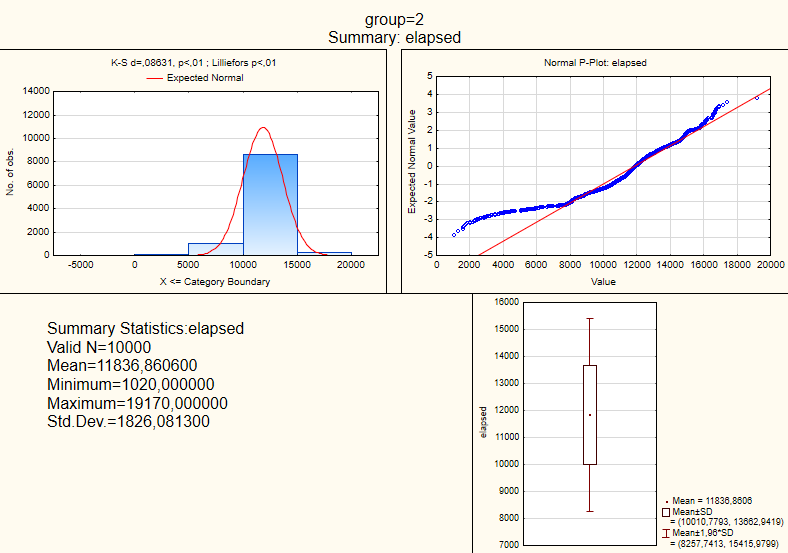 group=2
Summary: elapsed
K-S d=,08631, p<,01 ; Lilliefors p<,01
Expected Normal
14000
12000
10000
8000
6000
4000
2000
0
No. of obs.
-5000 0 5000 10000 15000 20000
X <= Category Boundary
Normal P-Plot: elapsed
5
4
3
2
1
0
-1
-2
-3
-4
-5
Expected Normal Value
0 2000 4000 6000 8000 10000 12000 14000 16000 18000 20000
Value
Summary Statistics:elapsed
Valid N=10000
Mean=11836,860600
Minimum=1020,000000
Maximum=19170,000000
Std.Dev.=1826,081300
16000
15000
14000
13000
12000
11000
10000
9000
8000
7000
elapsed
Mean = 11836,8606
Mean±SD
= (10010,7793, 13662,9419)
Mean±1,96*SD
= (8257,7413, 15415,9799)